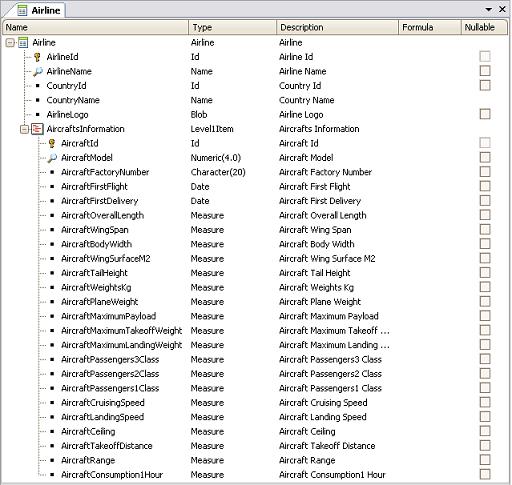 Airline
Name Type Description Formula Nullable
Airline Airline Airline
AirlineId Id Airline Id
AirlineName Name Airline Name
CountryId Id Country Id
CountryName Name Country Name
AirlineLogo Blob Airline Logo
AircraftsInformation Level1Item Aircrafts Information
AircraftId Id Aircraft Id
AircraftModel Numeric(4.0) Aircraft Model
AircraftFactoryNumber Character(20) Aircraft Factory Number
AircraftFirstFlight Date Aircraft First Flight
AircraftFirstDelivery Date Aircraft First Delivery
AircraftOverallLength Measure Aircraft Overall Length
AircraftWingSpan Measure Aircraft Wing Span
AircraftBodyWidth Measure Aircraft Body Width
AircraftWingSurfaceM2 Measure Aircraft Wing Surface M2
AircraftTailHeight Measure Aircraft Tail Height
AircraftWeightsKg Measure Aircraft Weights Kg
AircraftPlaneWeight Measure Aircraft Plane Weight
AircraftMaximumPayload Measure Aircraft Maximum Payload
AircraftMaximumTakeoffWeight Measure Aircraft Maximum Takeoff ...
AircraftMaximumLandingWeight Measure Aircraft Maximum Landing ...
AircraftPassengers3Class Measure Aircraft Passengers3 Class
AircraftPassengers2Class Measure Aircraft Passengers2 Class
AircraftPassengers1Class Measure Aircraft Passengers1 Class
AircraftCruisingSpeed Measure Aircraft Cruising Speed
AircraftLandingSpeed Measure Aircraft Landing Speed
AircraftCeiling Measure Aircraft Ceiling
AircraftTakeoffDistance Measure Aircraft Takeoff Distance
AircraftRange Measure Aircraft Range
AircraftConsumption1Hour Measure Aircraft Consumption1 Hour